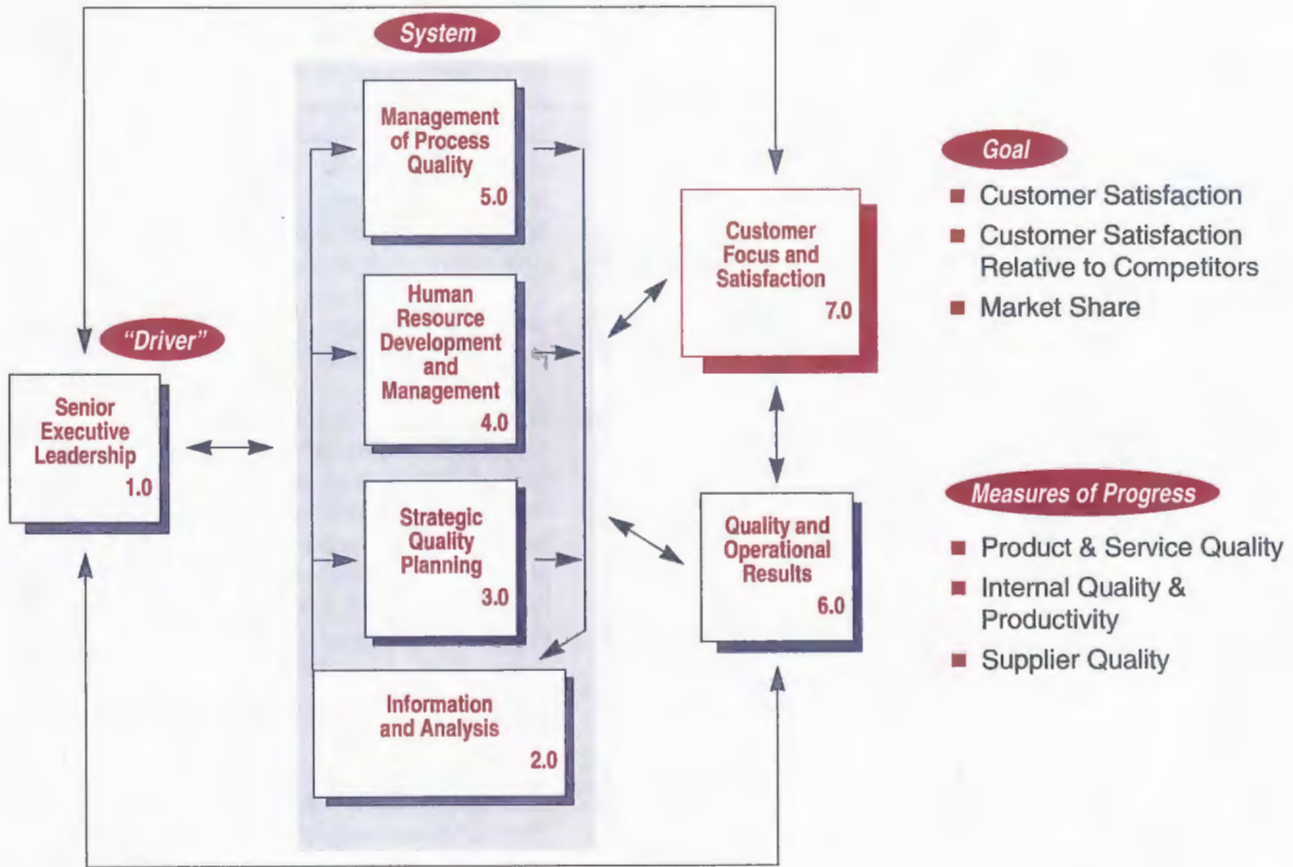 System
Management
of Process
Quality
5.0
Human
Resource
Development
and
Management
4.0
Strategic
Quality
Planning
3.0
Information
and Analysis
2.0
"Driver"
Senior
Executive
Leadership
1.0
Customer
Focus and
Satisfaction
7.0
Quality and
Operational
Results
6.0
Goal
■ Customer Satisfaction
■ Customer Satisfaction
Relative to Competitors
■ Market Share
Measures of Progress
■ Product & Service Quality
■ Internal Quality &
Productivity
■ Supplier Quality